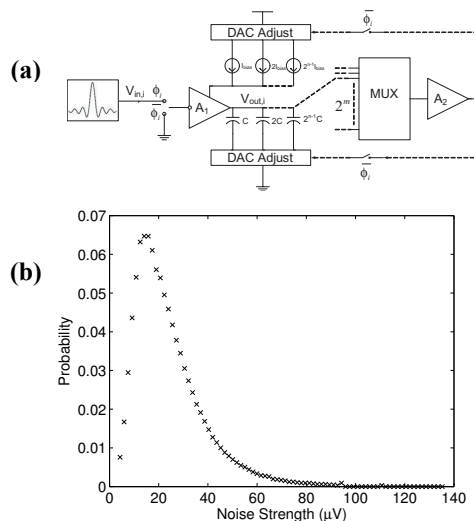 (a)
DAC Adjust
φ̄i
Ibias
2Ibias
2ⁿ⁻¹Ibias
Vin,i
φi
φ̄i
A1
Vout,i
C
2C
2ⁿ⁻¹C
2ᵐ
MUX
A2
DAC Adjust
φ̄i
(b)
0.07
0.06
0.05
0.04
0.03
0.02
0.01
0
Probability
0
20
40
60
80
100
120
140
Noise Strength (μV)